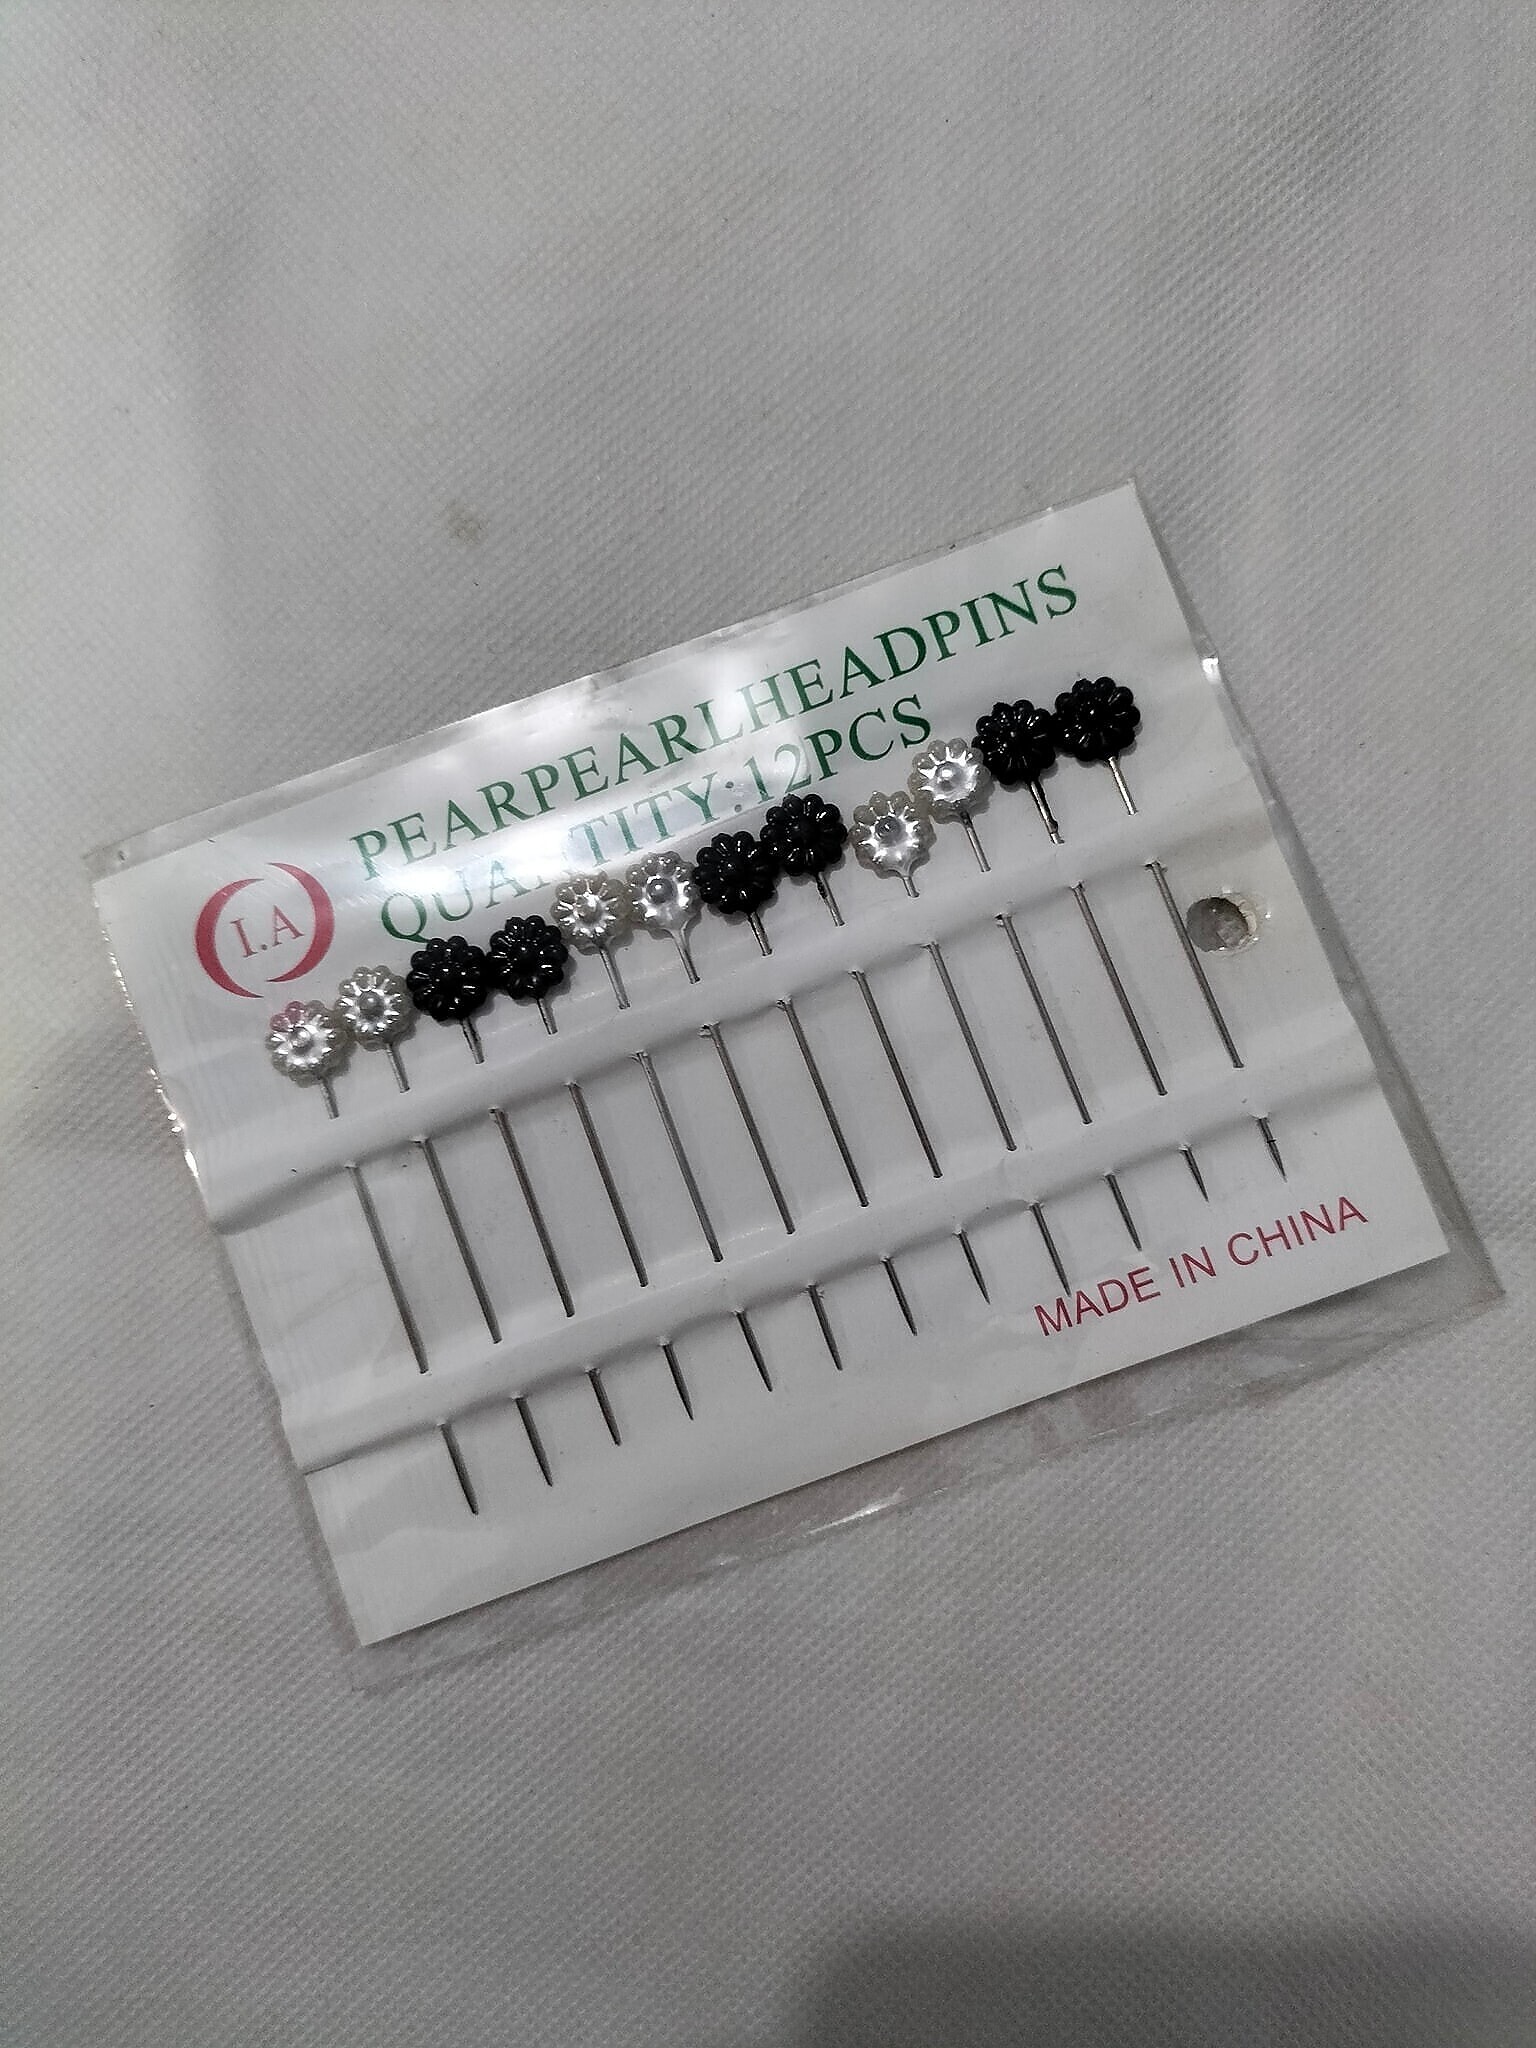 PEARPEARLHEADPINS
QUANTITY:12PCS
I.A
MADE IN CHINA